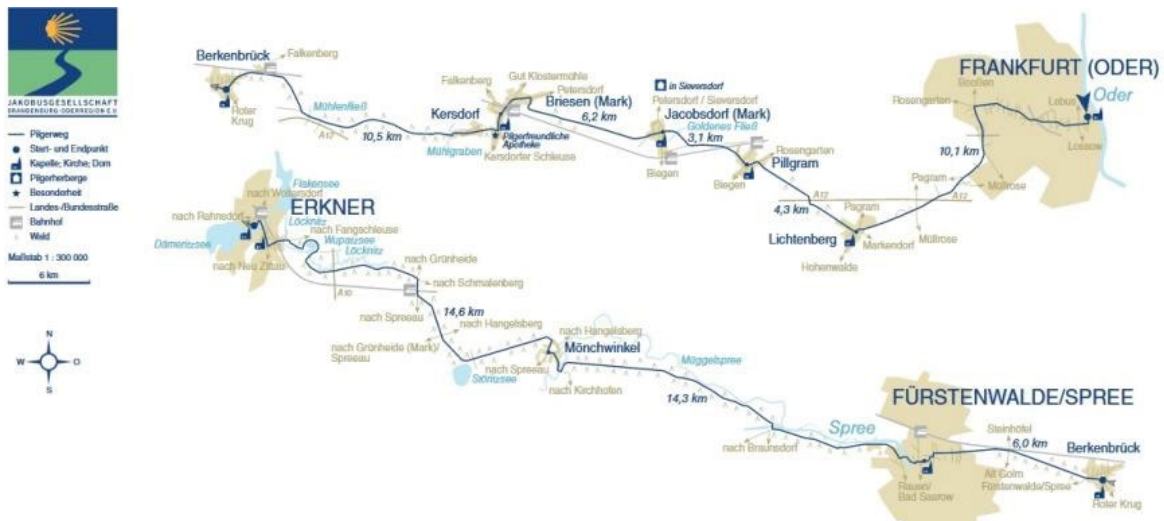 JAKOBUSGESELLSCHAFT
BRANDENBURG-ODERREGION E.V.
Pilgerweg
Start- und Endpunkt
Kapelle; Kirche; Dom
Pilgerherberge
Besonderheit
Landes-/Bundesstraße
Bahnhof
Wald
Maßstab 1 : 300 000
6 km
N
W
O
S
Berkenbrück
Falkenberg
Roter
Krug
Mühlenfließ
A12
10,5 km
Falkenberg
Gut Klostermühle
Petersdorf
Kersdorf
Briesen (Mark)
6,2 km
Mühlgraben
Pilgerfreundliche
Apotheke
Kersdorfer Schleuse
in Sieversdorf
Petersdorf / Sieversdorf
Jacobsdorf (Mark)
Goldenes Fließ
3,1 km
Biegen
Rosengarten
Pillgram
Biegen
4,3 km
A12
A12
Pagram
Lichtenberg
Markendorf
Hohenwalde
Müllrose
Pagram
Müllrose
10,1 km
FRANKFURT (ODER)
Booßen
Rosengarten
Lebus
Oder
Lossow
nach Woltersdorf
Flakensee
ERKNER
nach Rahnsdorf
Löcknitz
nach Fangschleuse
Dämeritzsee
Wupatzsee
Löcknitz
nach Neu Zittau
A10
nach Grünheide
nach Schmalenberg
nach Spreeau
14,6 km
nach Hangelsberg
nach Grünheide (Mark)/
Spreeau
Störitzsee
nach Hangelsberg
Mönchwinkel
nach Spreeau
nach Kirchhofen
Müggelspree
14,3 km
nach Braunsdorf
Spree
FÜRSTENWALDE/SPREE
Steinhöfel
6,0 km
Berkenbrück
Rauen/
Bad Saarow
Alt Golm
Fürstenwalde/Spree
Roter Krug